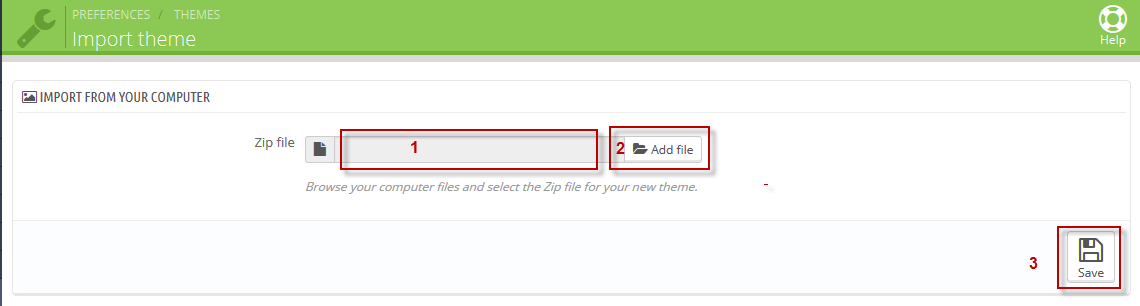 PREFERENCES / THEMES
Import theme
Help
IMPORT FROM YOUR COMPUTER
Zip file
1
2
Add file
Browse your computer files and select the Zip file for your new theme.
-
3
Save